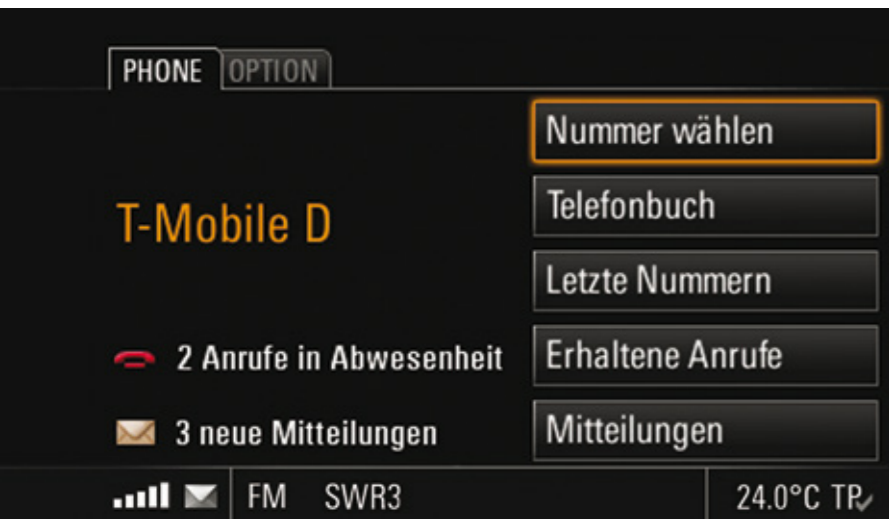 PHONE OPTION
Nummer wählen
T-Mobile D
Telefonbuch
Letzte Nummern
2 Anrufe in Abwesenheit
Erhaltene Anrufe
3 neue Mitteilungen
Mitteilungen
FM SWR3 24.0°C TP